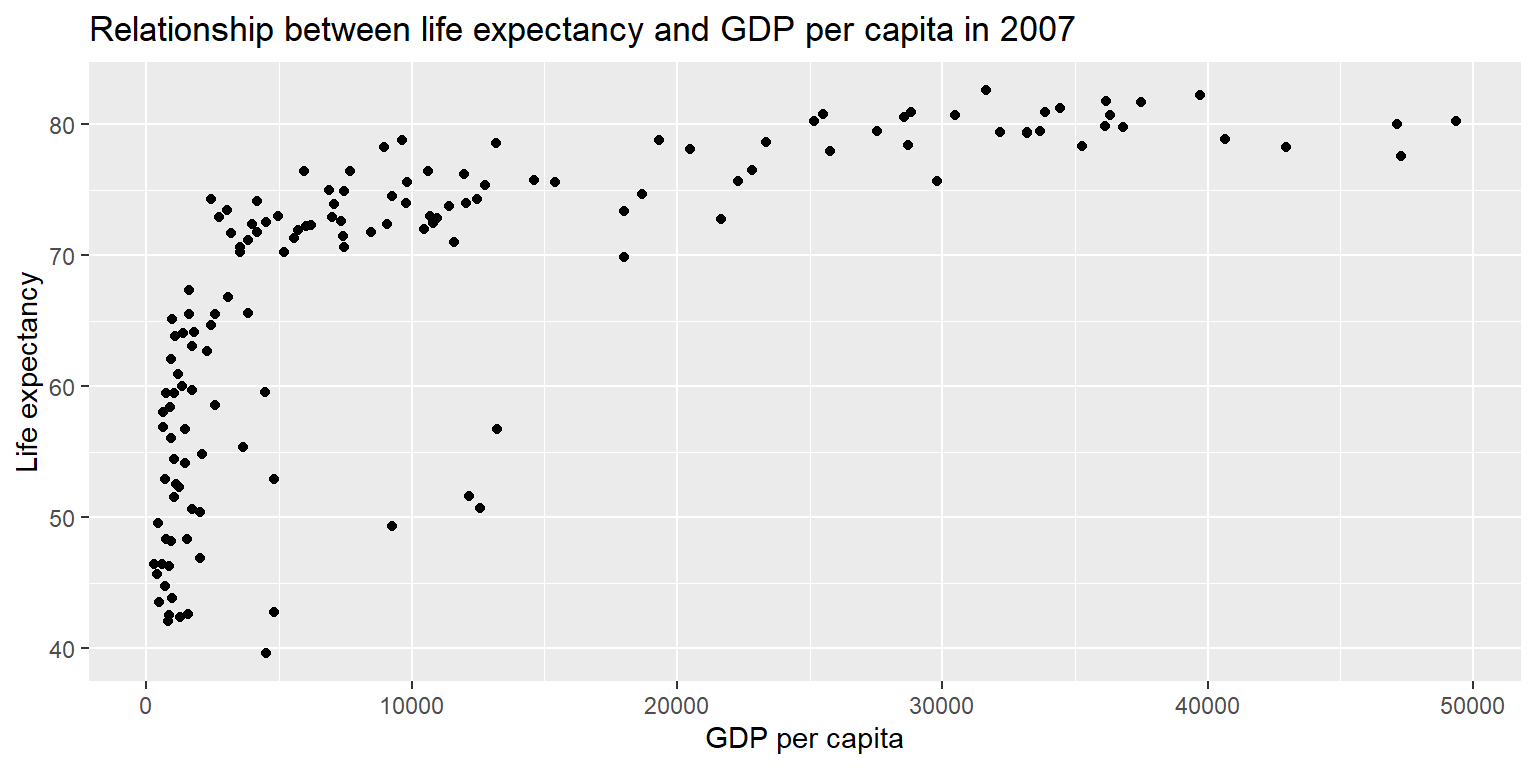 Relationship between life expectancy and GDP per capita in 2007
Life expectancy
80
70
60
50
40
0 10000 20000 30000 40000 50000
GDP per capita